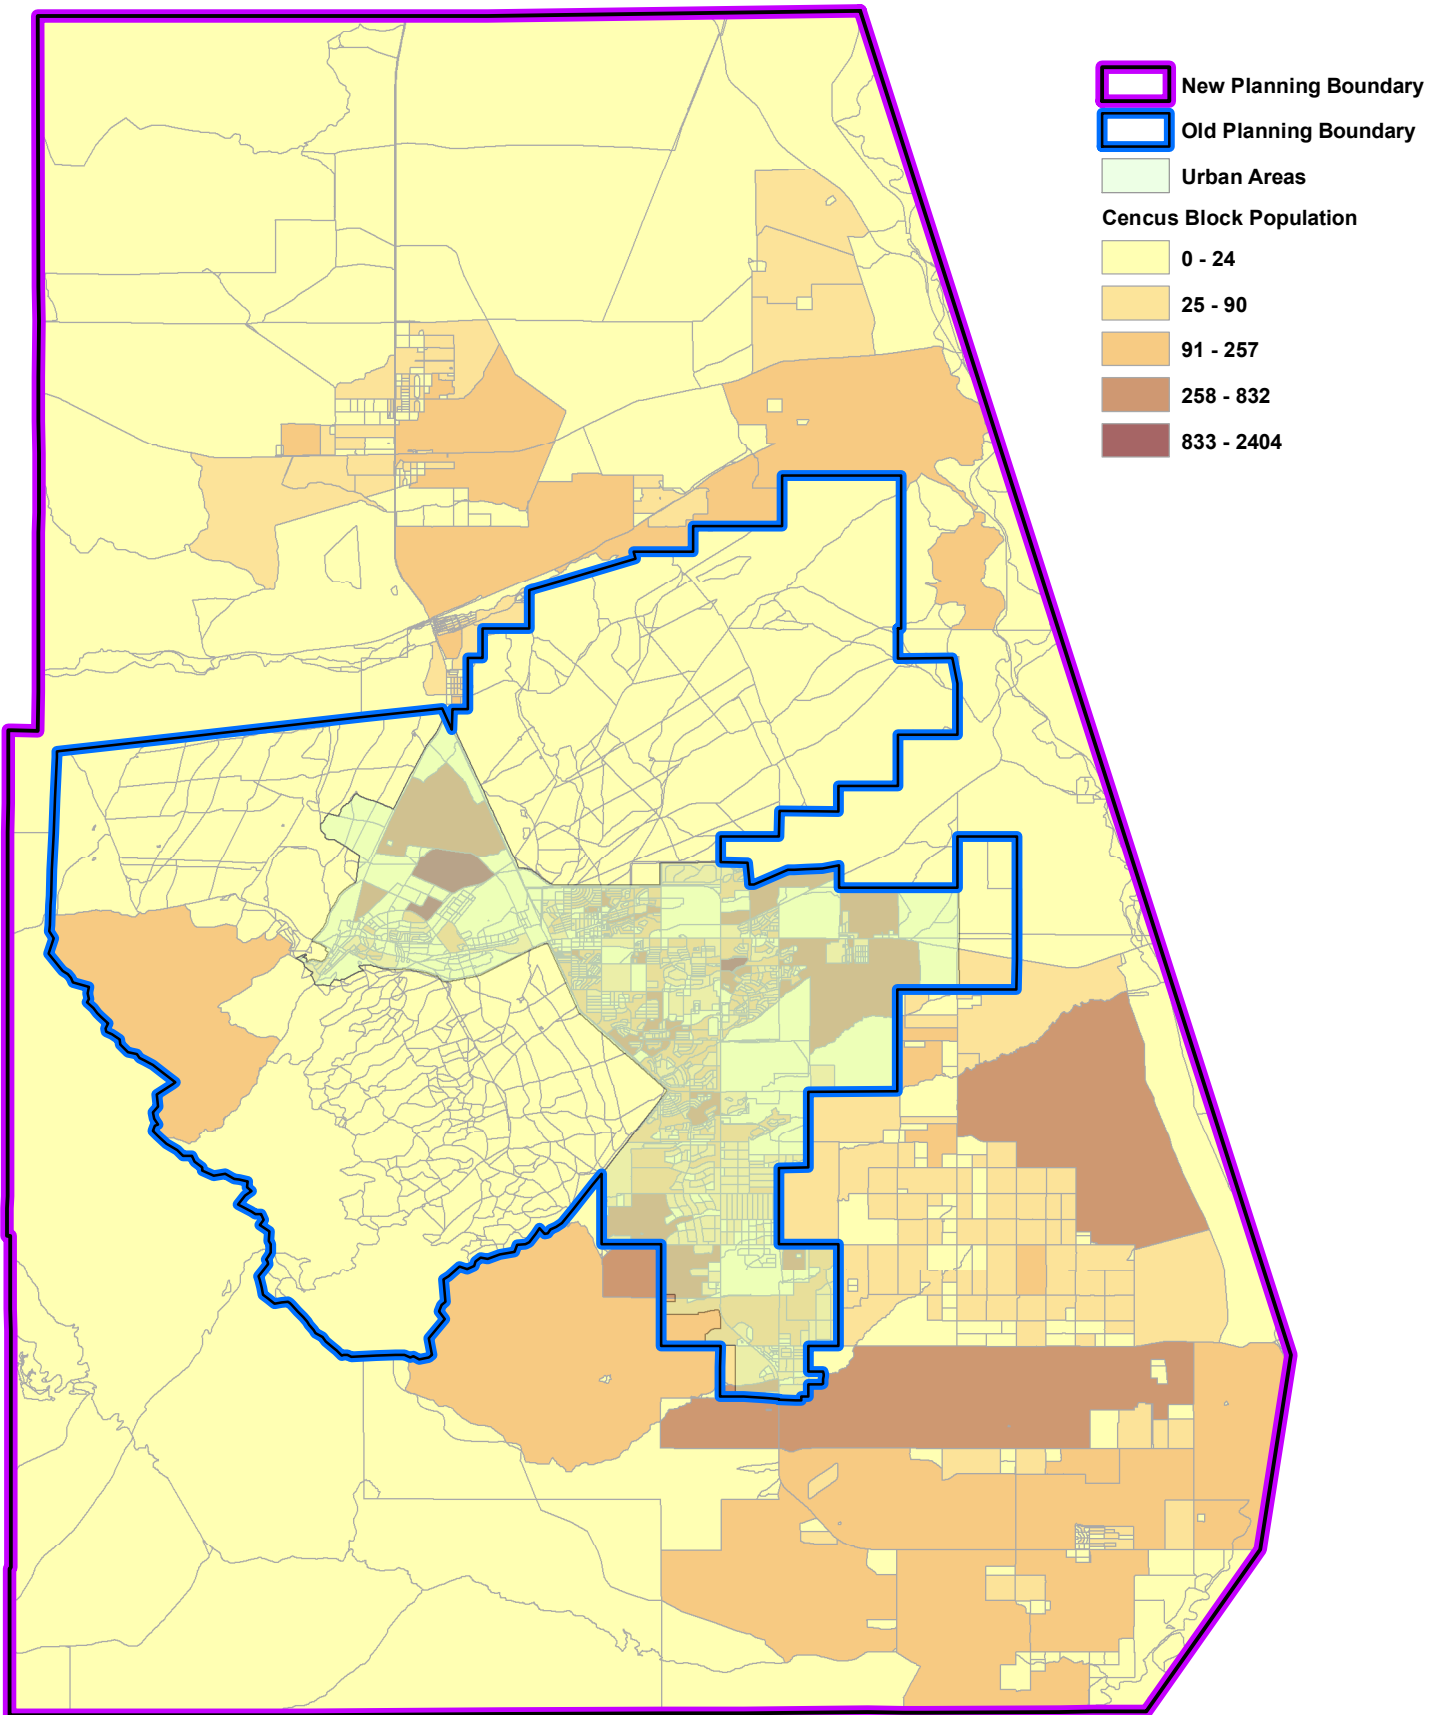 New Planning Boundary
Old Planning Boundary
Urban Areas
Cencus Block Population
0 - 24
25 - 90
91 - 257
258 - 832
833 - 2404